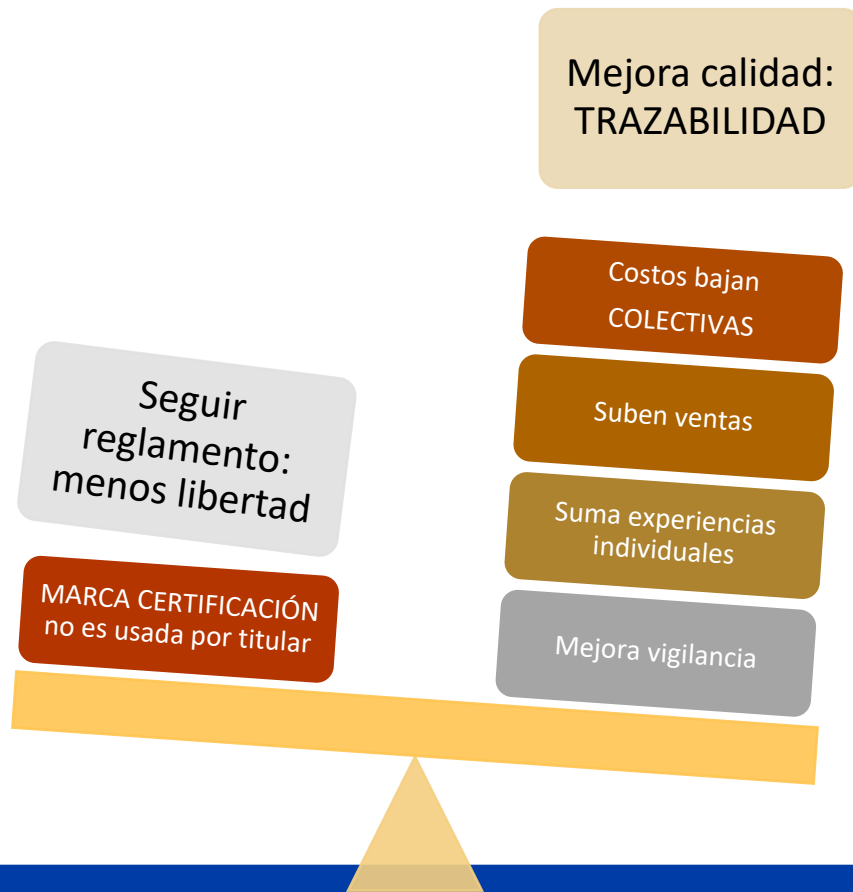 Mejora calidad:
TRAZABILIDAD
Costos bajan
COLECTIVAS
Suben ventas
Suma experiencias
individuales
Mejora vigilancia
Seguir
reglamento:
menos libertad
MARCA CERTIFICACIÓN
no es usada por titular